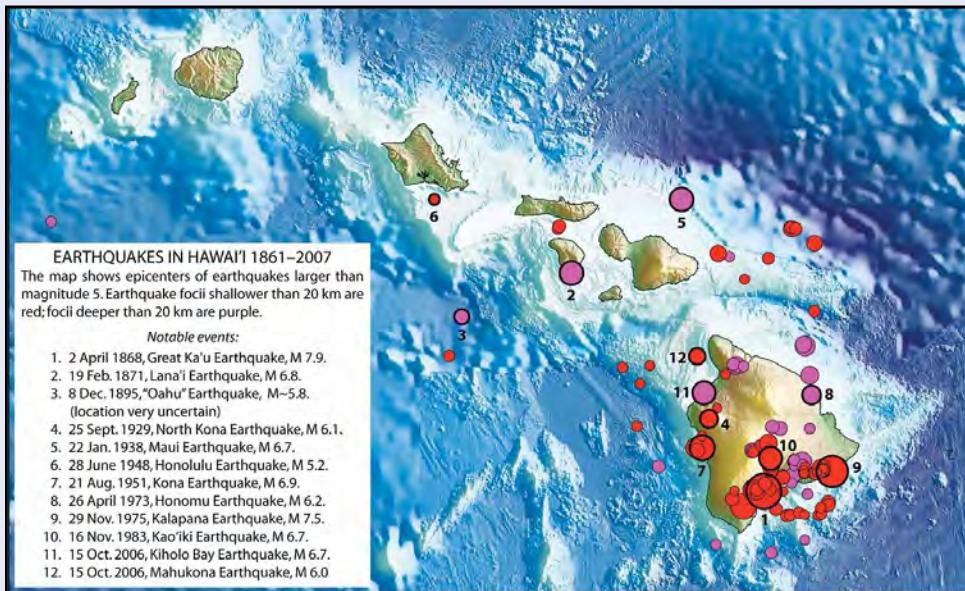 EARTHQUAKES IN HAWAI'I 1861–2007
The map shows epicenters of earthquakes larger than
magnitude 5. Earthquake focii shallower than 20 km are
red; focii deeper than 20 km are purple.
Notable events:
1. 2 April 1868, Great Ka'u Earthquake, M 7.9.
2. 19 Feb. 1871, Lana'i Earthquake, M 6.8.
3. 8 Dec. 1895, "Oahu" Earthquake, M~5.8.
(location very uncertain)
4. 25 Sept. 1929, North Kona Earthquake, M 6.1.
5. 22 Jan. 1938, Maui Earthquake, M 6.7.
6. 28 June 1948, Honolulu Earthquake, M 5.2.
7. 21 Aug. 1951, Kona Earthquake, M 6.9.
8. 26 April 1973, Honomu Earthquake, M 6.2.
9. 29 Nov. 1975, Kalapana Earthquake, M 7.5.
10. 16 Nov. 1983, Kao'iki Earthquake, M 6.7.
11. 15 Oct. 2006, Kiholo Bay Earthquake, M 6.7.
12. 15 Oct. 2006, Mahukona Earthquake, M 6.0
6
5
2
3
12
11
8
4
10
7
9
1